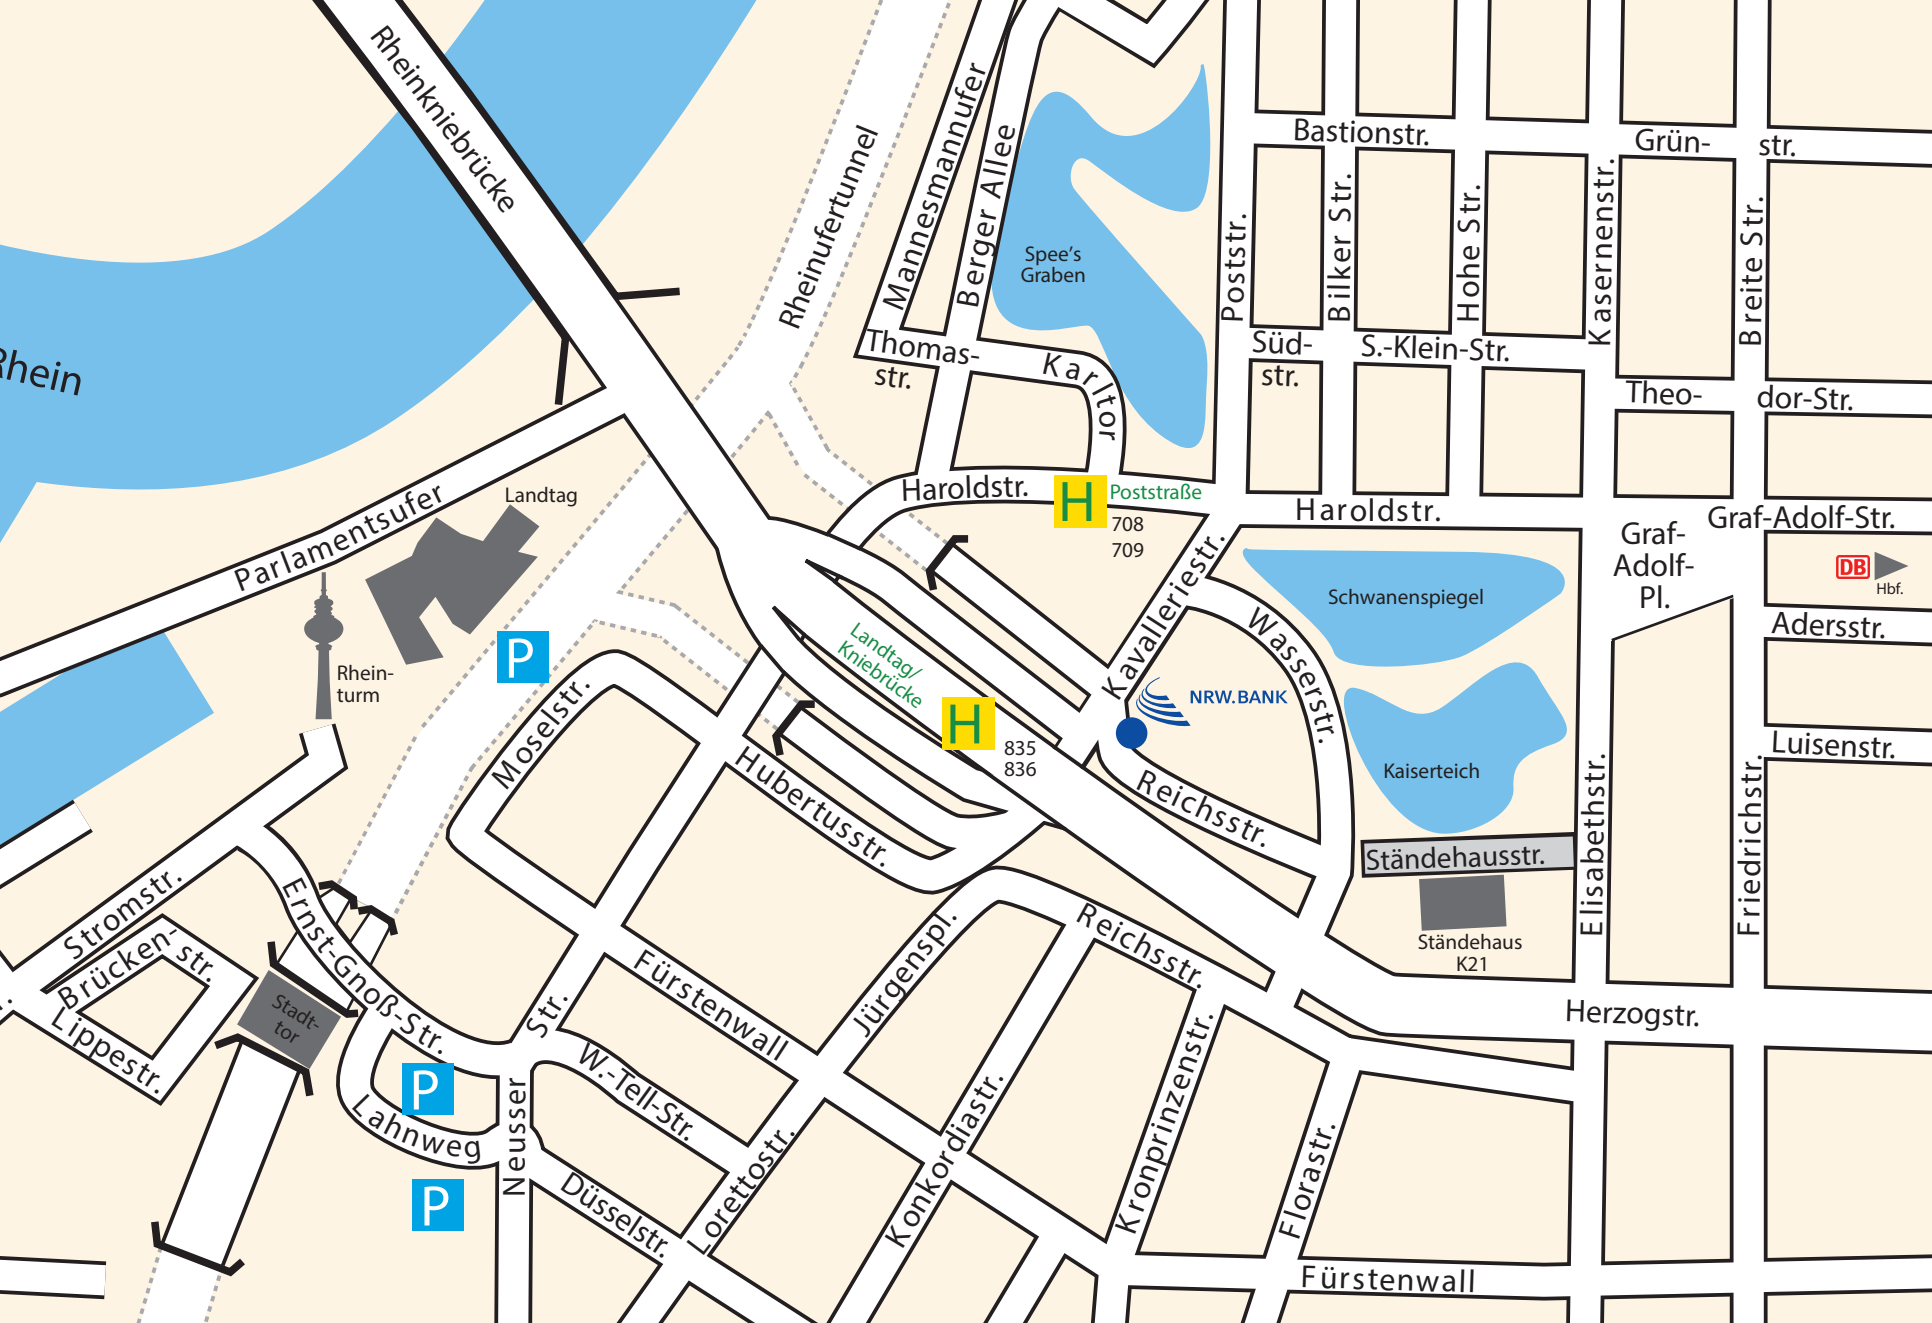 Rheinkniebrücke
Rheinufertunnel
Mannesmannufer
Berger Allee
Spee's
Graben
Poststr.
Bastionstr.
Bilker Str.
Hohe Str.
Kasernenstr.
Grün-
str.
Breite Str.
Rhein
Thomas-
str.
Karltor
Süd-
str.
S.-Klein-Str.
Theo-
dor-Str.
Parlamentsufer
Landtag
Haroldstr.
H
Poststraße
708
709
Haroldstr.
Graf-
Adolf-
Pl.
Graf-Adolf-Str.
DB
Hbf.
Adersstr.
Luisenstr.
Rhein-
turm
P
Moselstr.
Landtag/
Kniebrücke
H
835
836
Kavalleriestr.
NRW.BANK
Wasserstr.
Schwanenspiegel
Kaiserteich
Reichsstr.
Hubertusstr.
Ständehausstr.
Ständehaus
K21
Elisabethstr.
Friedrichstr.
Stromstr.
Brücken'str.
Lippestr.
Ernst-Gnoß-Str.
Stadt-
tor
P
Lahnweg
P
Neusser
Str.
W.-Tell-Str.
Fürstenwall
Düsselstr.
Lorettostr.
Jürgenspl.
Reichsstr.
Konkordiastr.
Kronprinzenstr.
Florastr.
Herzogstr.
Fürstenwall